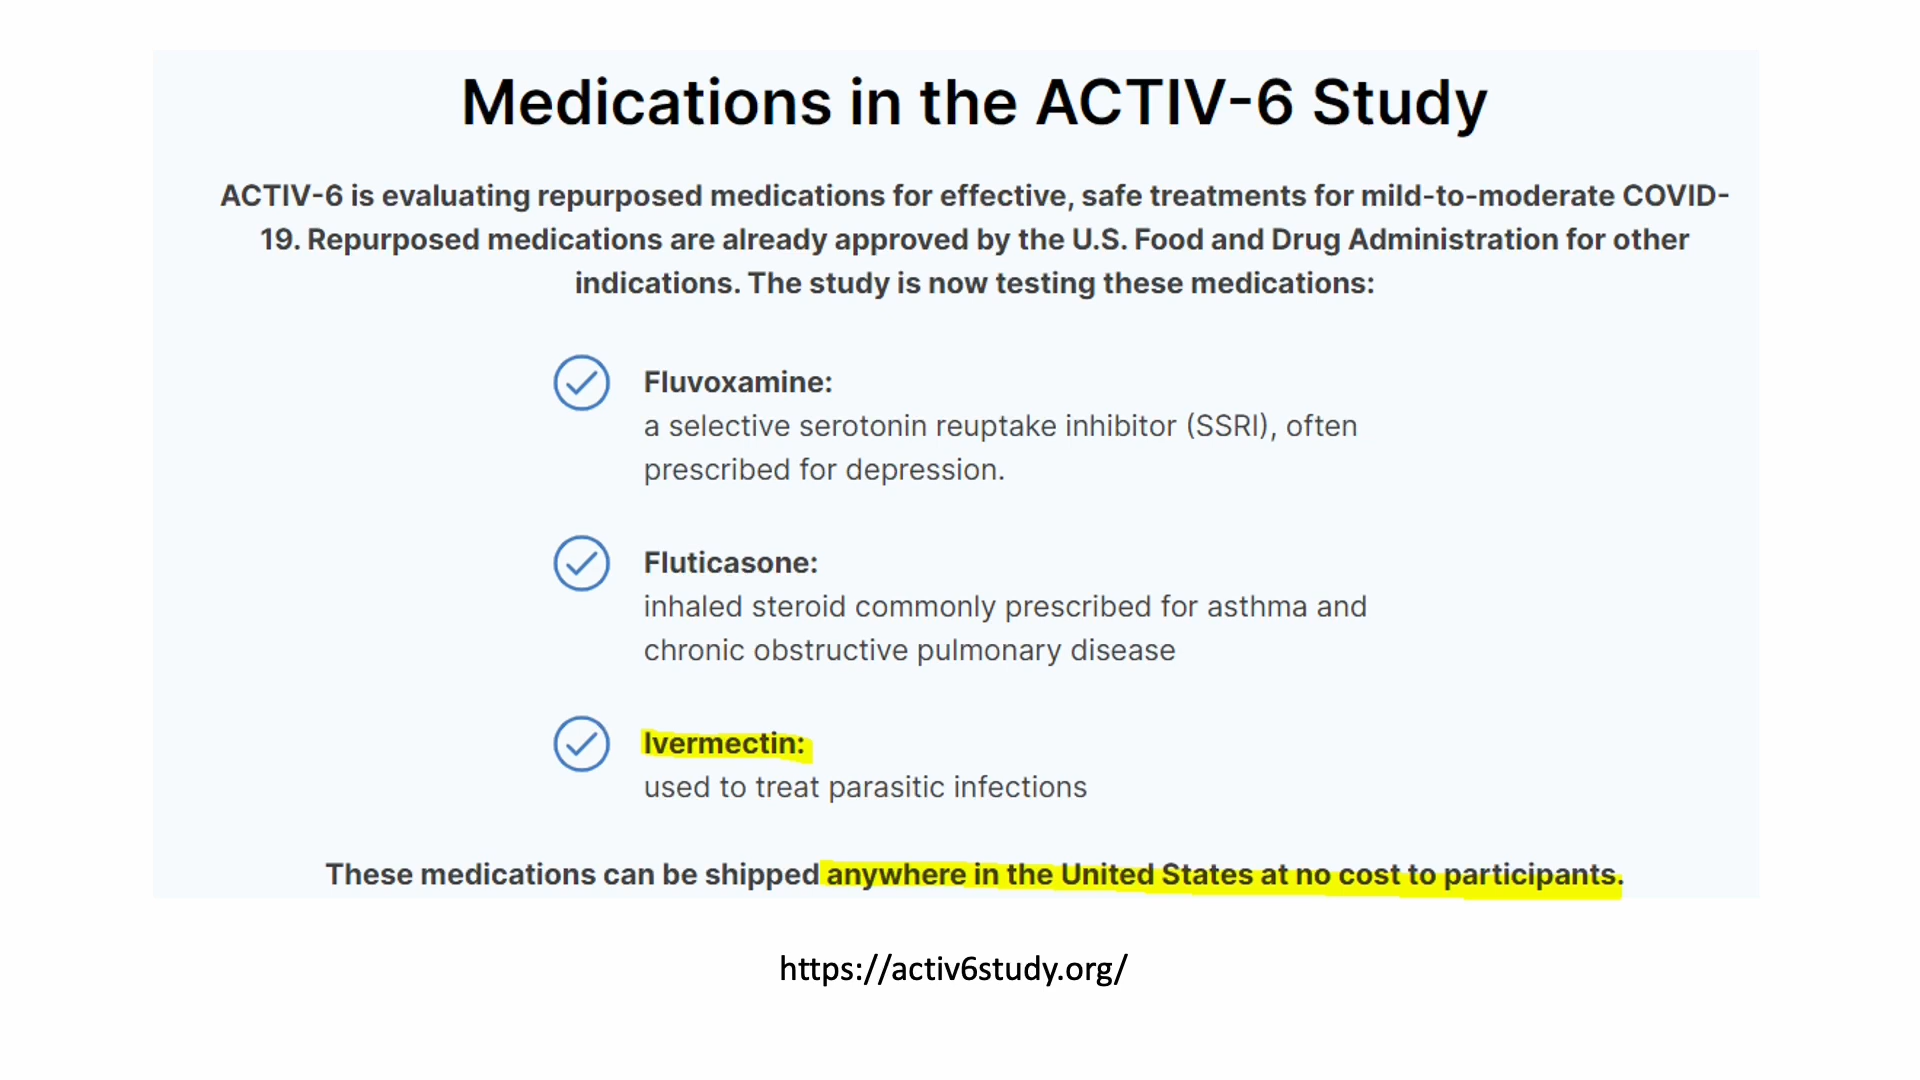 Medications in the ACTIV-6 Study
ACTIV-6 is evaluating repurposed medications for effective, safe treatments for mild-to-moderate COVID-
19. Repurposed medications are already approved by the U.S. Food and Drug Administration for other
indications. The study is now testing these medications:
Fluvoxamine:
a selective serotonin reuptake inhibitor (SSRI), often
prescribed for depression.
Fluticasone:
inhaled steroid commonly prescribed for asthma and
chronic obstructive pulmonary disease
Ivermectin:
used to treat parasitic infections
These medications can be shipped anywhere in the United States at no cost to participants.
https://activ6study.org/